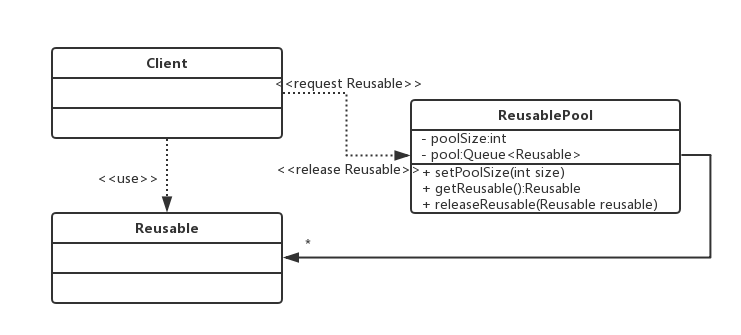 Client
<<request Reusable>>
ReusablePool
- poolSize:int
- pool:Queue<Reusable>
<<release Reusable>>
+ setPoolSize(int size)
<<use>>
+ getReusable():Reusable
+ releaseReusable(Reusable reusable)
Reusable
*